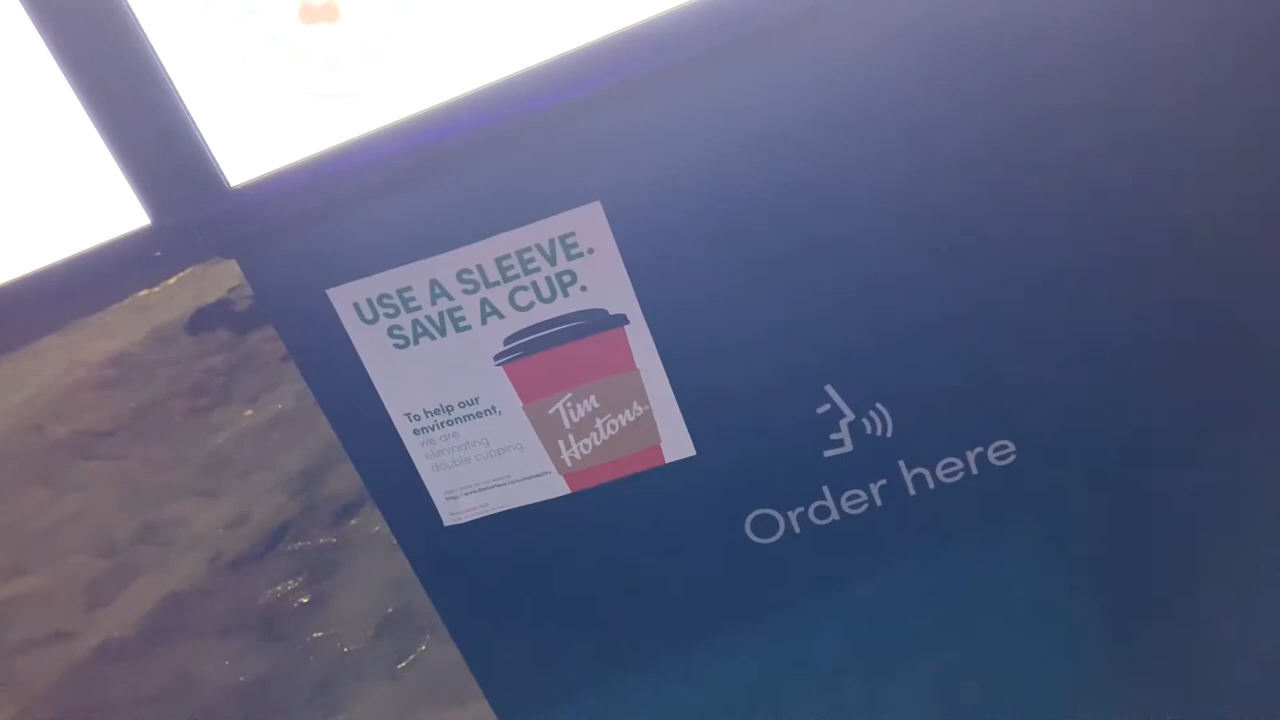 USE A SLEEVE.
SAVE A CUP.
To help our
environment,
we are
eliminating
double cupping
Tim
Hortons.
Order here